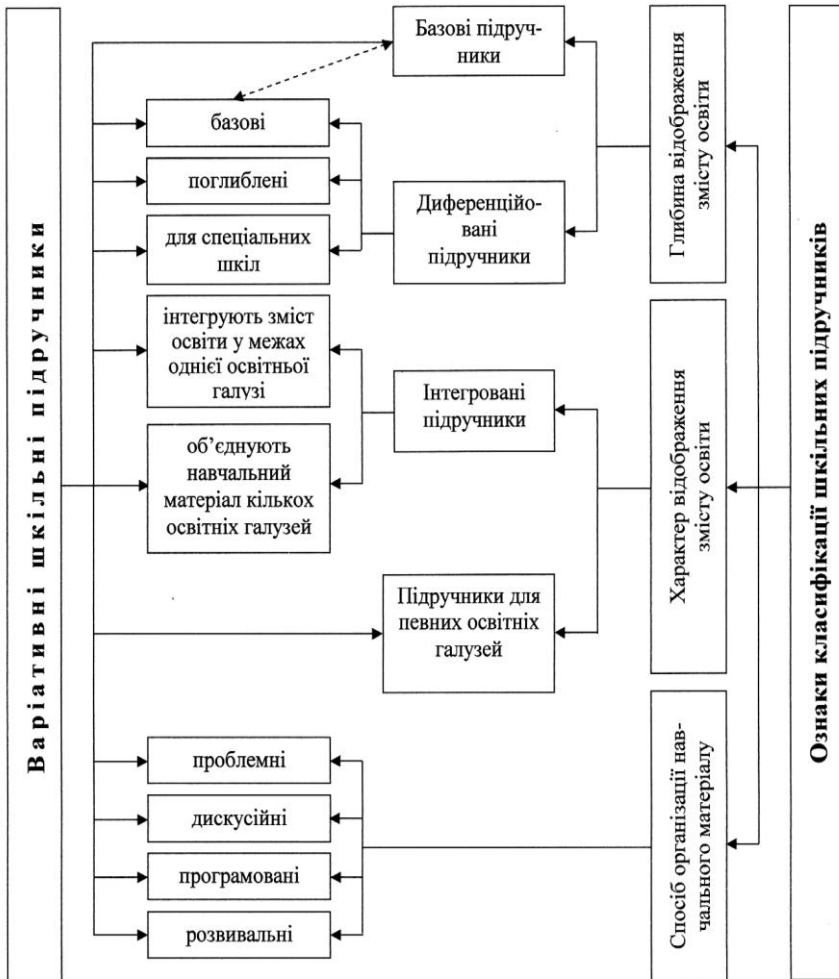 Варіативні шкільні підручники
Базові підруч-
ники
базові
поглиблені
для спеціальних
шкіл
Диференційо-
вані
підручники
інтегрують зміст
освіти у межах
однієї освітньої
галузі
Інтегровані
підручники
об’єднують
навчальний
матеріал кількох
освітніх галузей
Підручники для
певних освітніх
галузей
проблемні
дискусійні
програмовані
розвивальні
Глибина відображення
змісту освіти
Характер відображення
змісту освіти
Спосіб організації нав-
чального матеріалу
Ознаки класифікації шкільних підручників